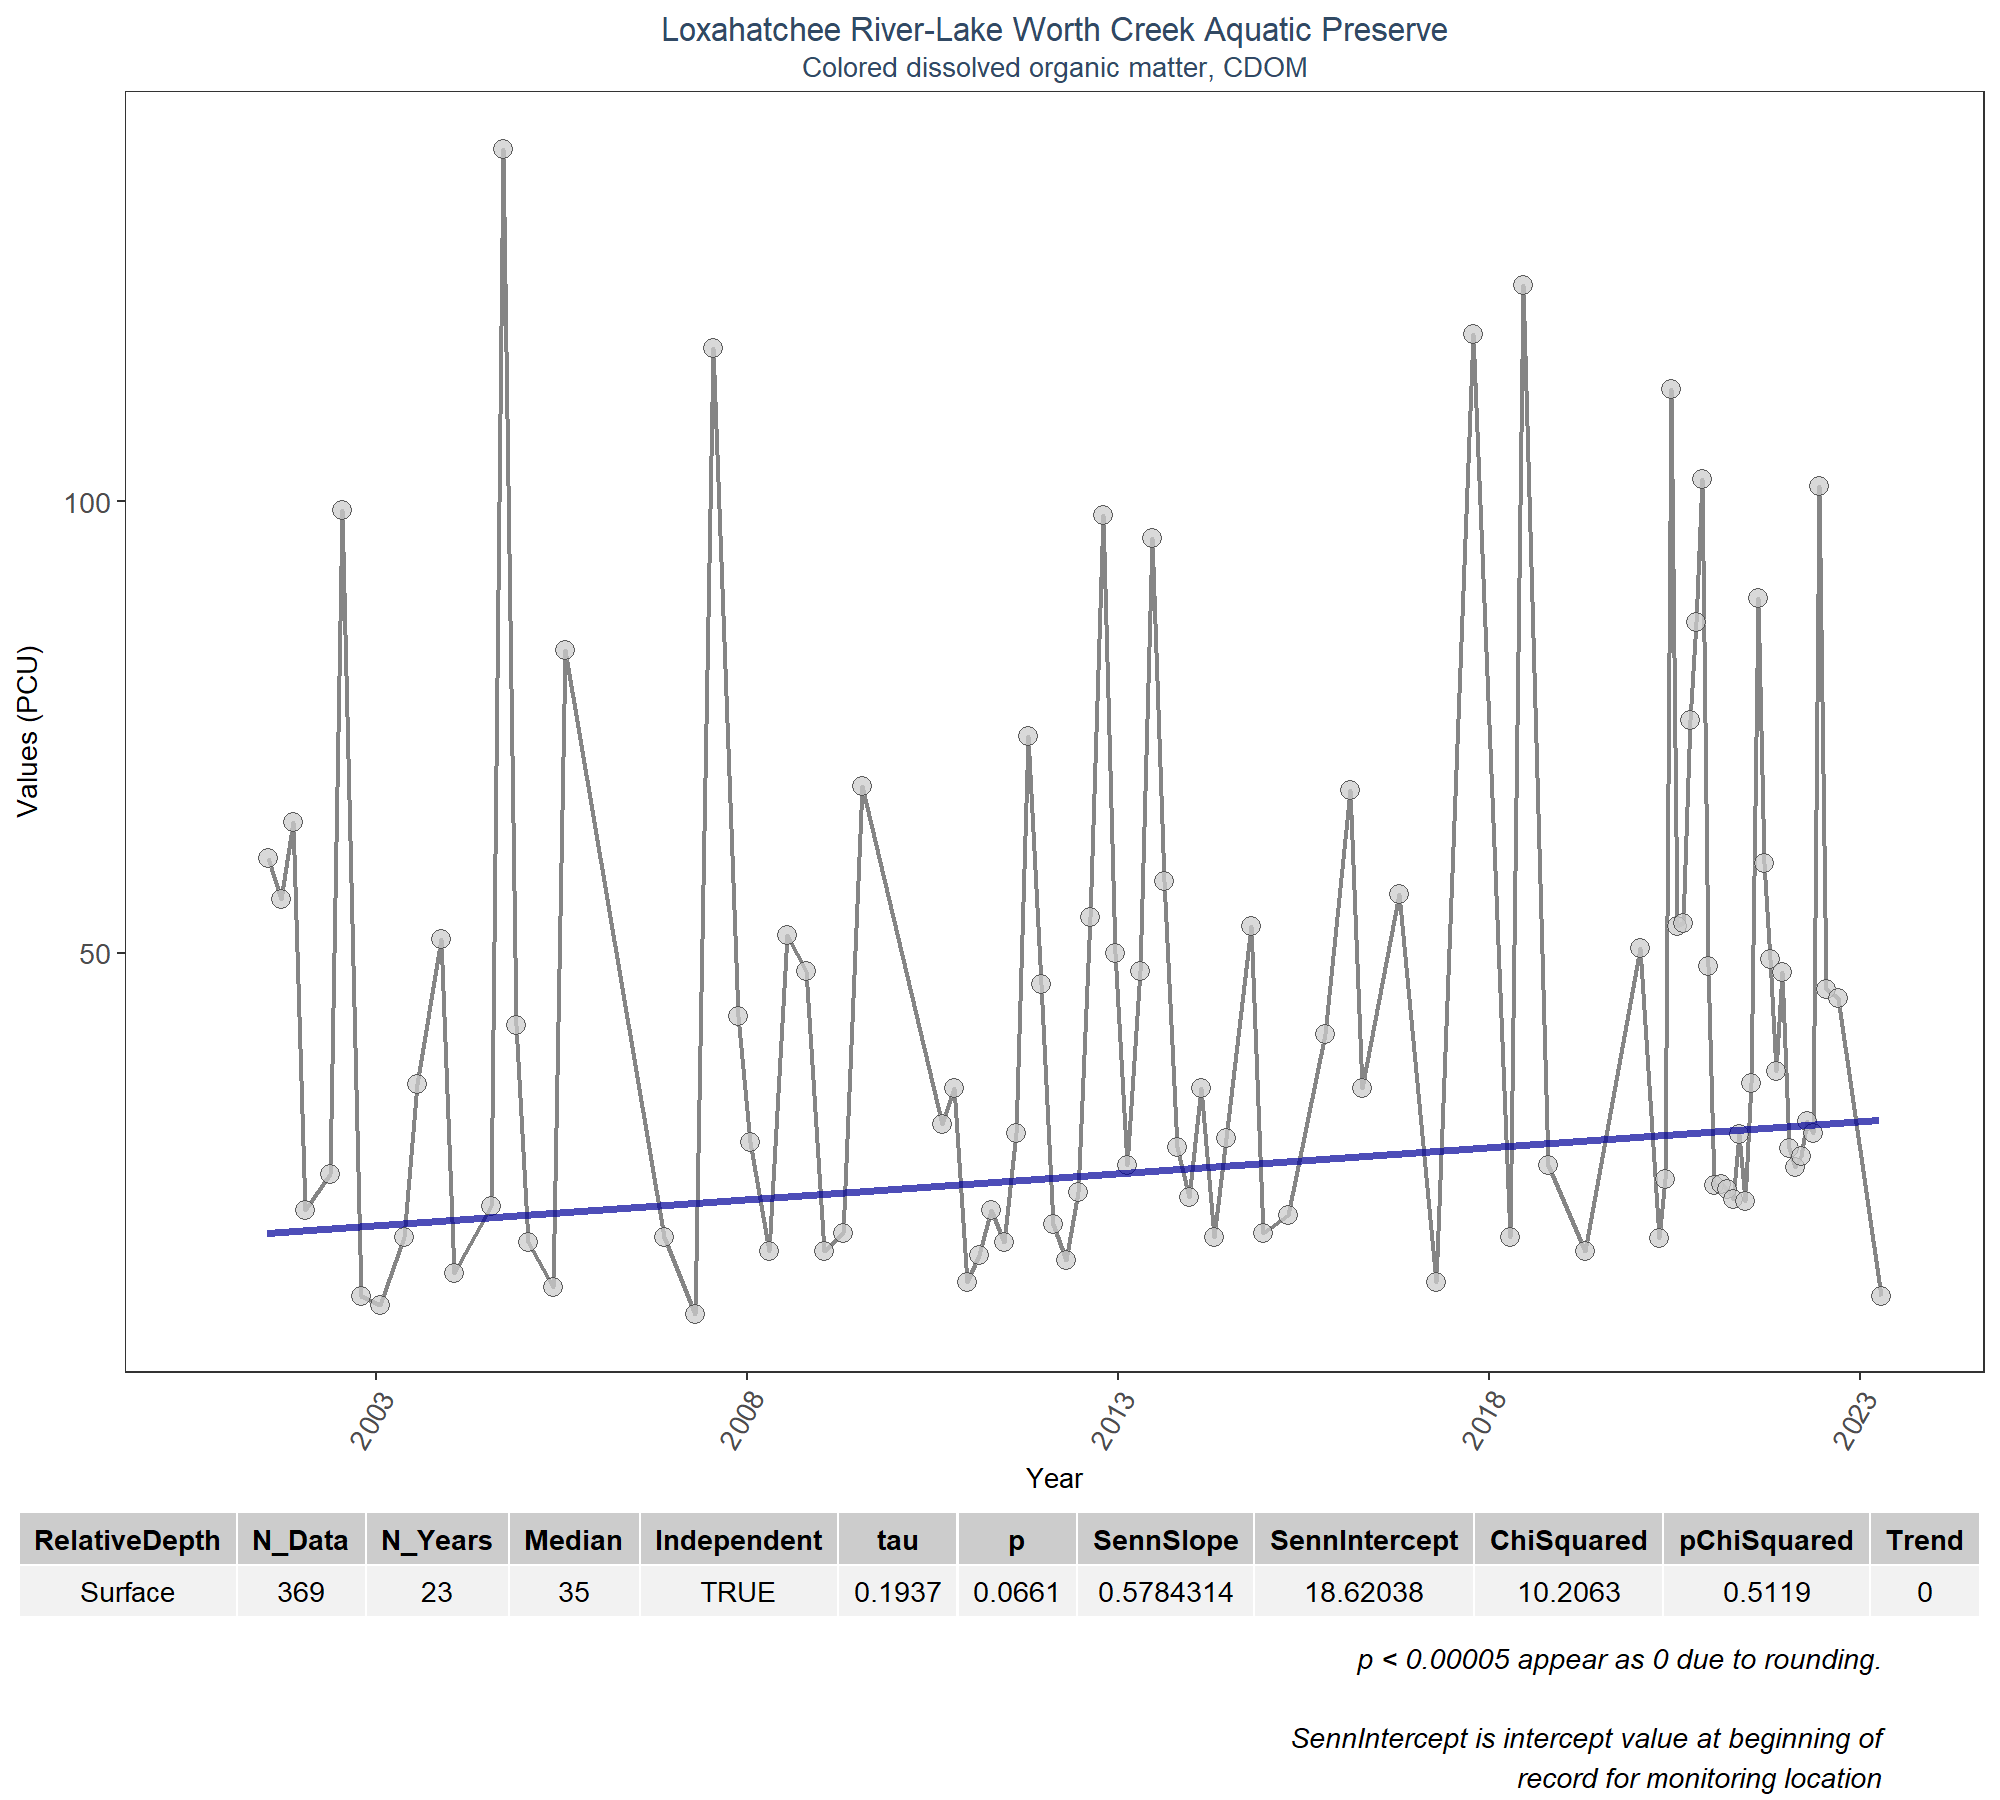 Loxahatchee River-Lake Worth Creek Aquatic Preserve
Colored dissolved organic matter, CDOM
Values (PCU)
100
50
2003 2008 2013 2018 2023
Year
RelativeDepth N_Data N_Years Median Independent tau p SennSlope SennIntercept ChiSquared pChiSquared Trend
Surface 369 23 35 TRUE 0.1937 0.0661 0.5784314 18.62038 10.2063 0.5119 0
p < 0.00005 appear as 0 due to rounding.
SennIntercept is intercept value at beginning of
record for monitoring location